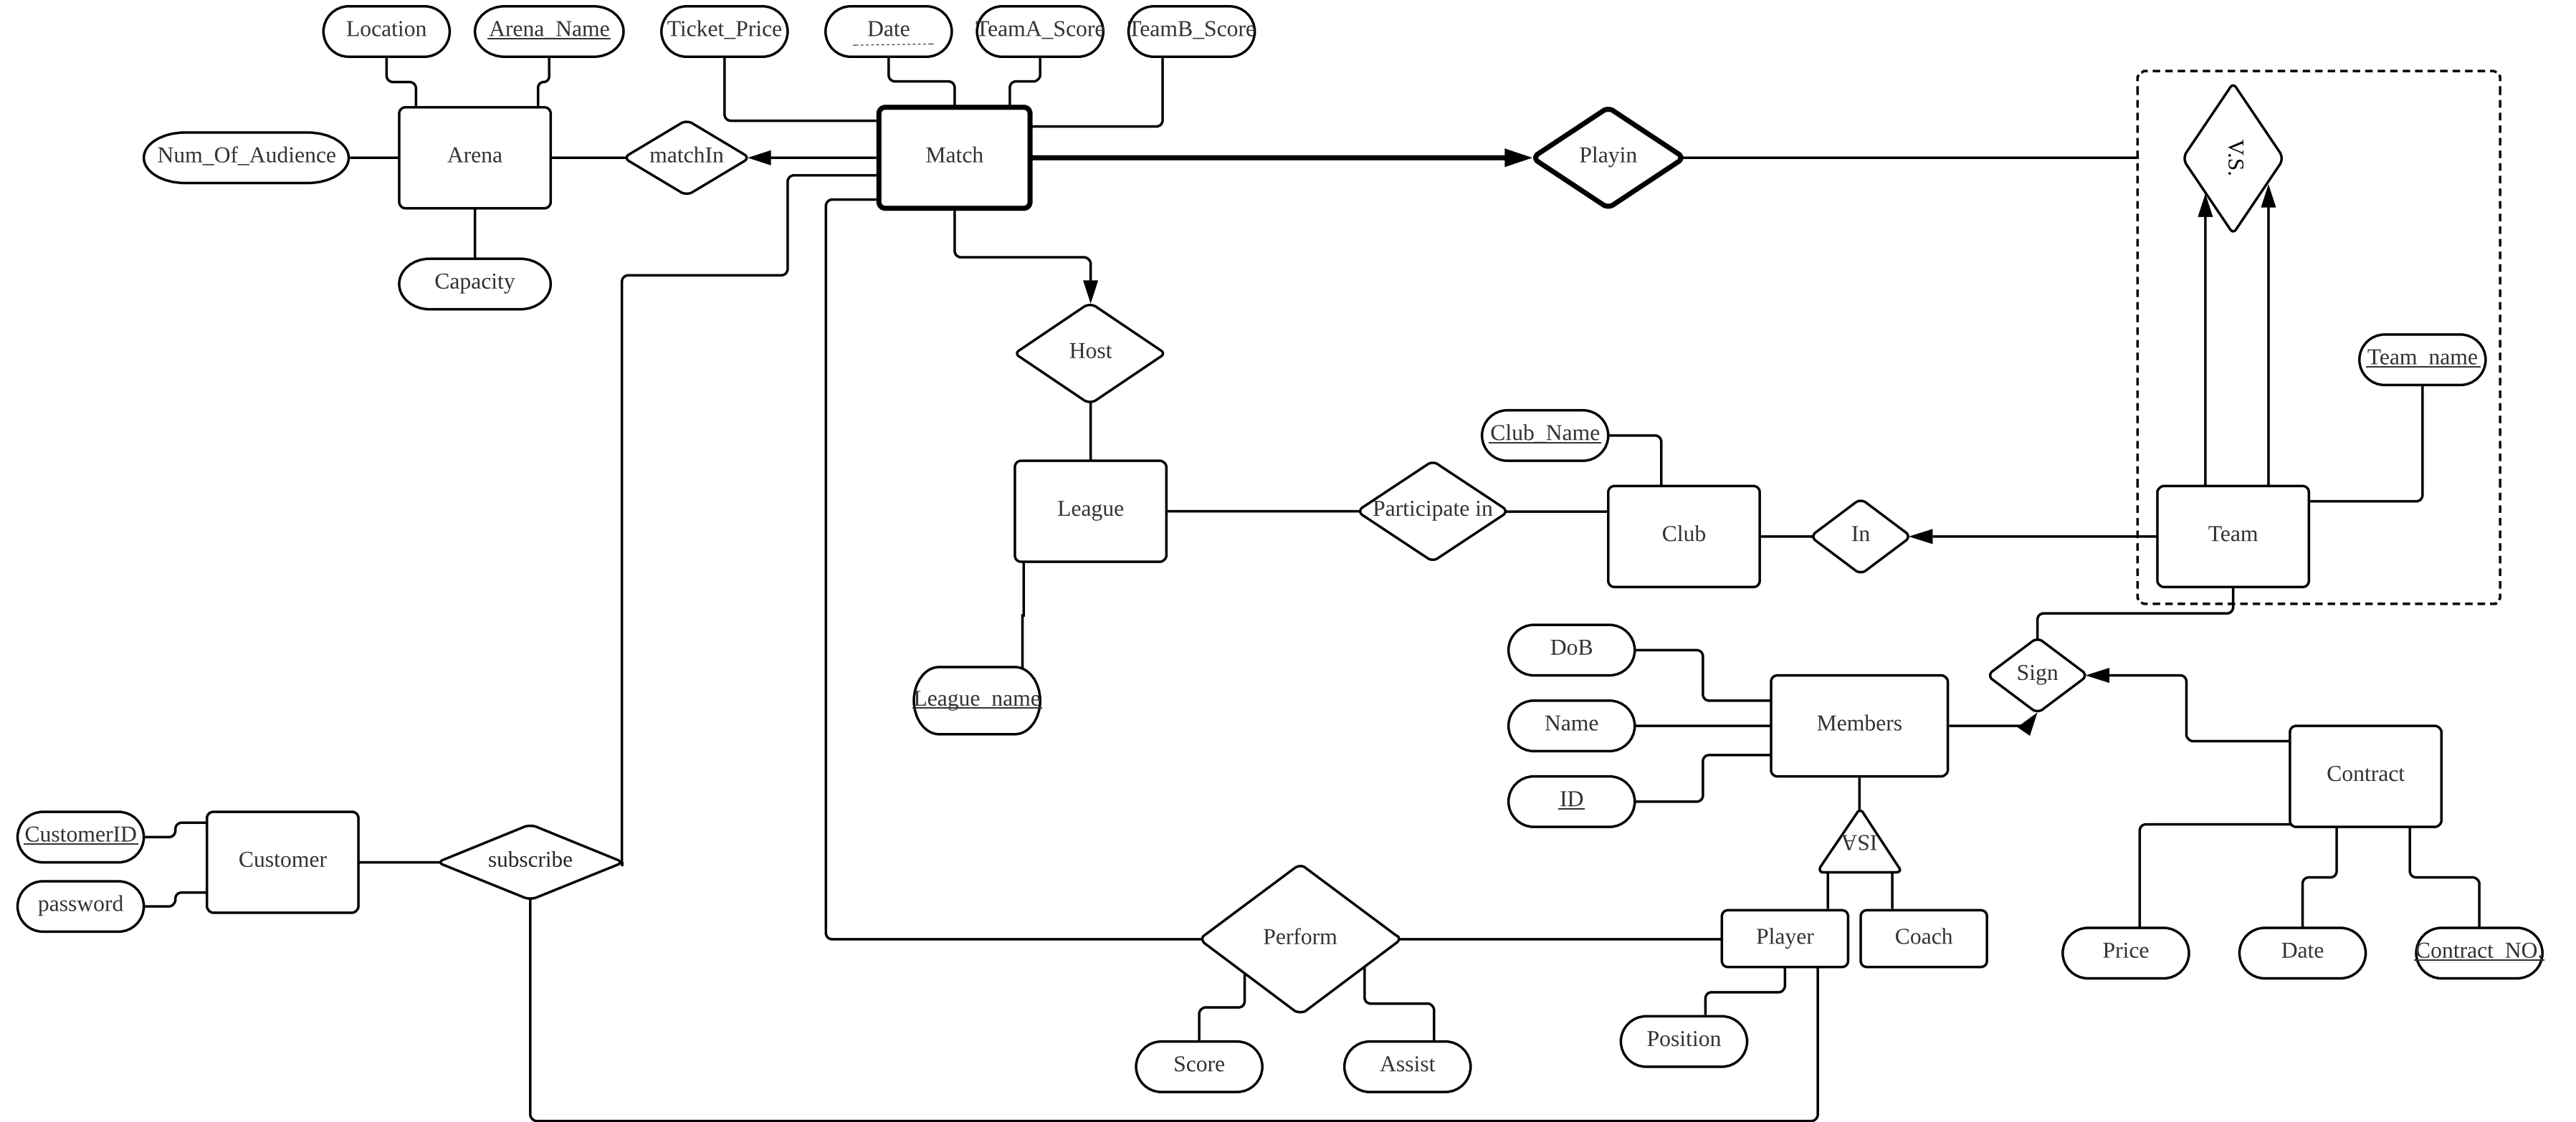 Location
Arena_Name
Ticket_Price
Date
TeamA_Score
TeamB_Score
Num_Of_Audience
Arena
matchIn
Match
Playin
V.S.
Capacity
Host
Team_name
Club_Name
League
Participate in
Club
In
Team
DoB
Sign
League_name
Name
Members
Contract
ID
CustomerID
Customer
subscribe
ISA
password
Perform
Player
Coach
Price
Date
Contract_NO.
Position
Score
Assist